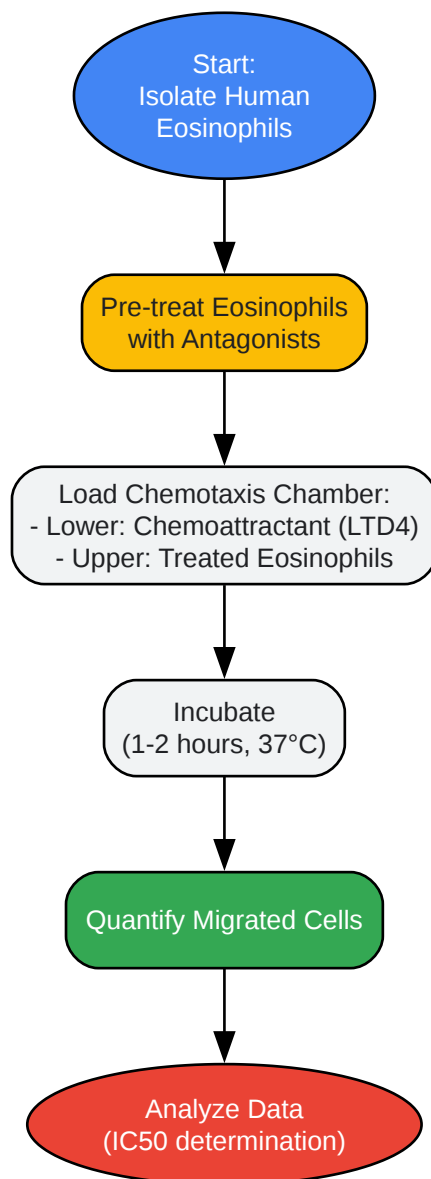 Start:
Isolate Human
Eosinophils
Pre-treat Eosinophils
with Antagonists
Load Chemotaxis Chamber:
- Lower: Chemoattractant (LTD4)
- Upper: Treated Eosinophils
Incubate
(1-2 hours, 37°C)
Quantify Migrated Cells
Analyze Data
(IC50 determination)